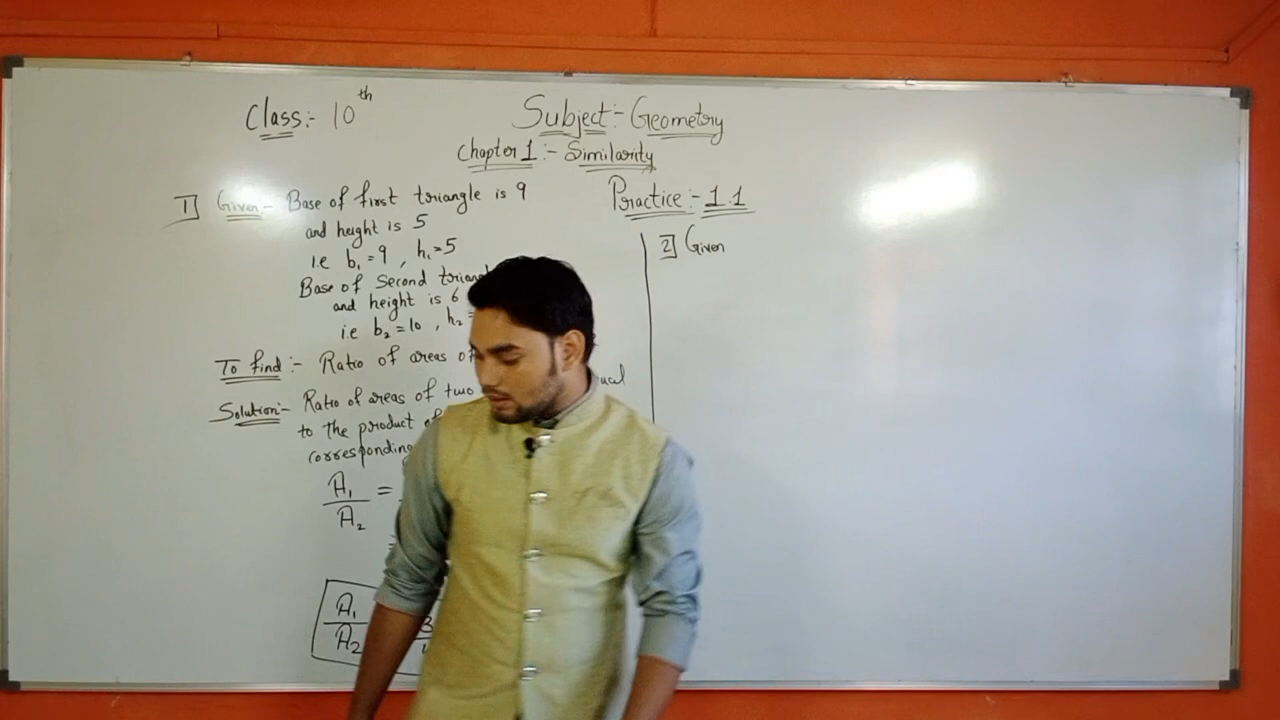 Class:- 10th
Subject:- Geometry
Chapter 1:- Similarity
Practice:- 1.1
1] Given:- Base of first triangle is 9
and height is 5
i.e b₁=9 , h₁=5
Base of Second
and height is 6
i.e b₂=10 , h₂=
To find:- Ratio of areas of
Solution:- Ratio of areas of two
to the product
corresponding
A₁/A₂ =
A₁/A₂
2] Given